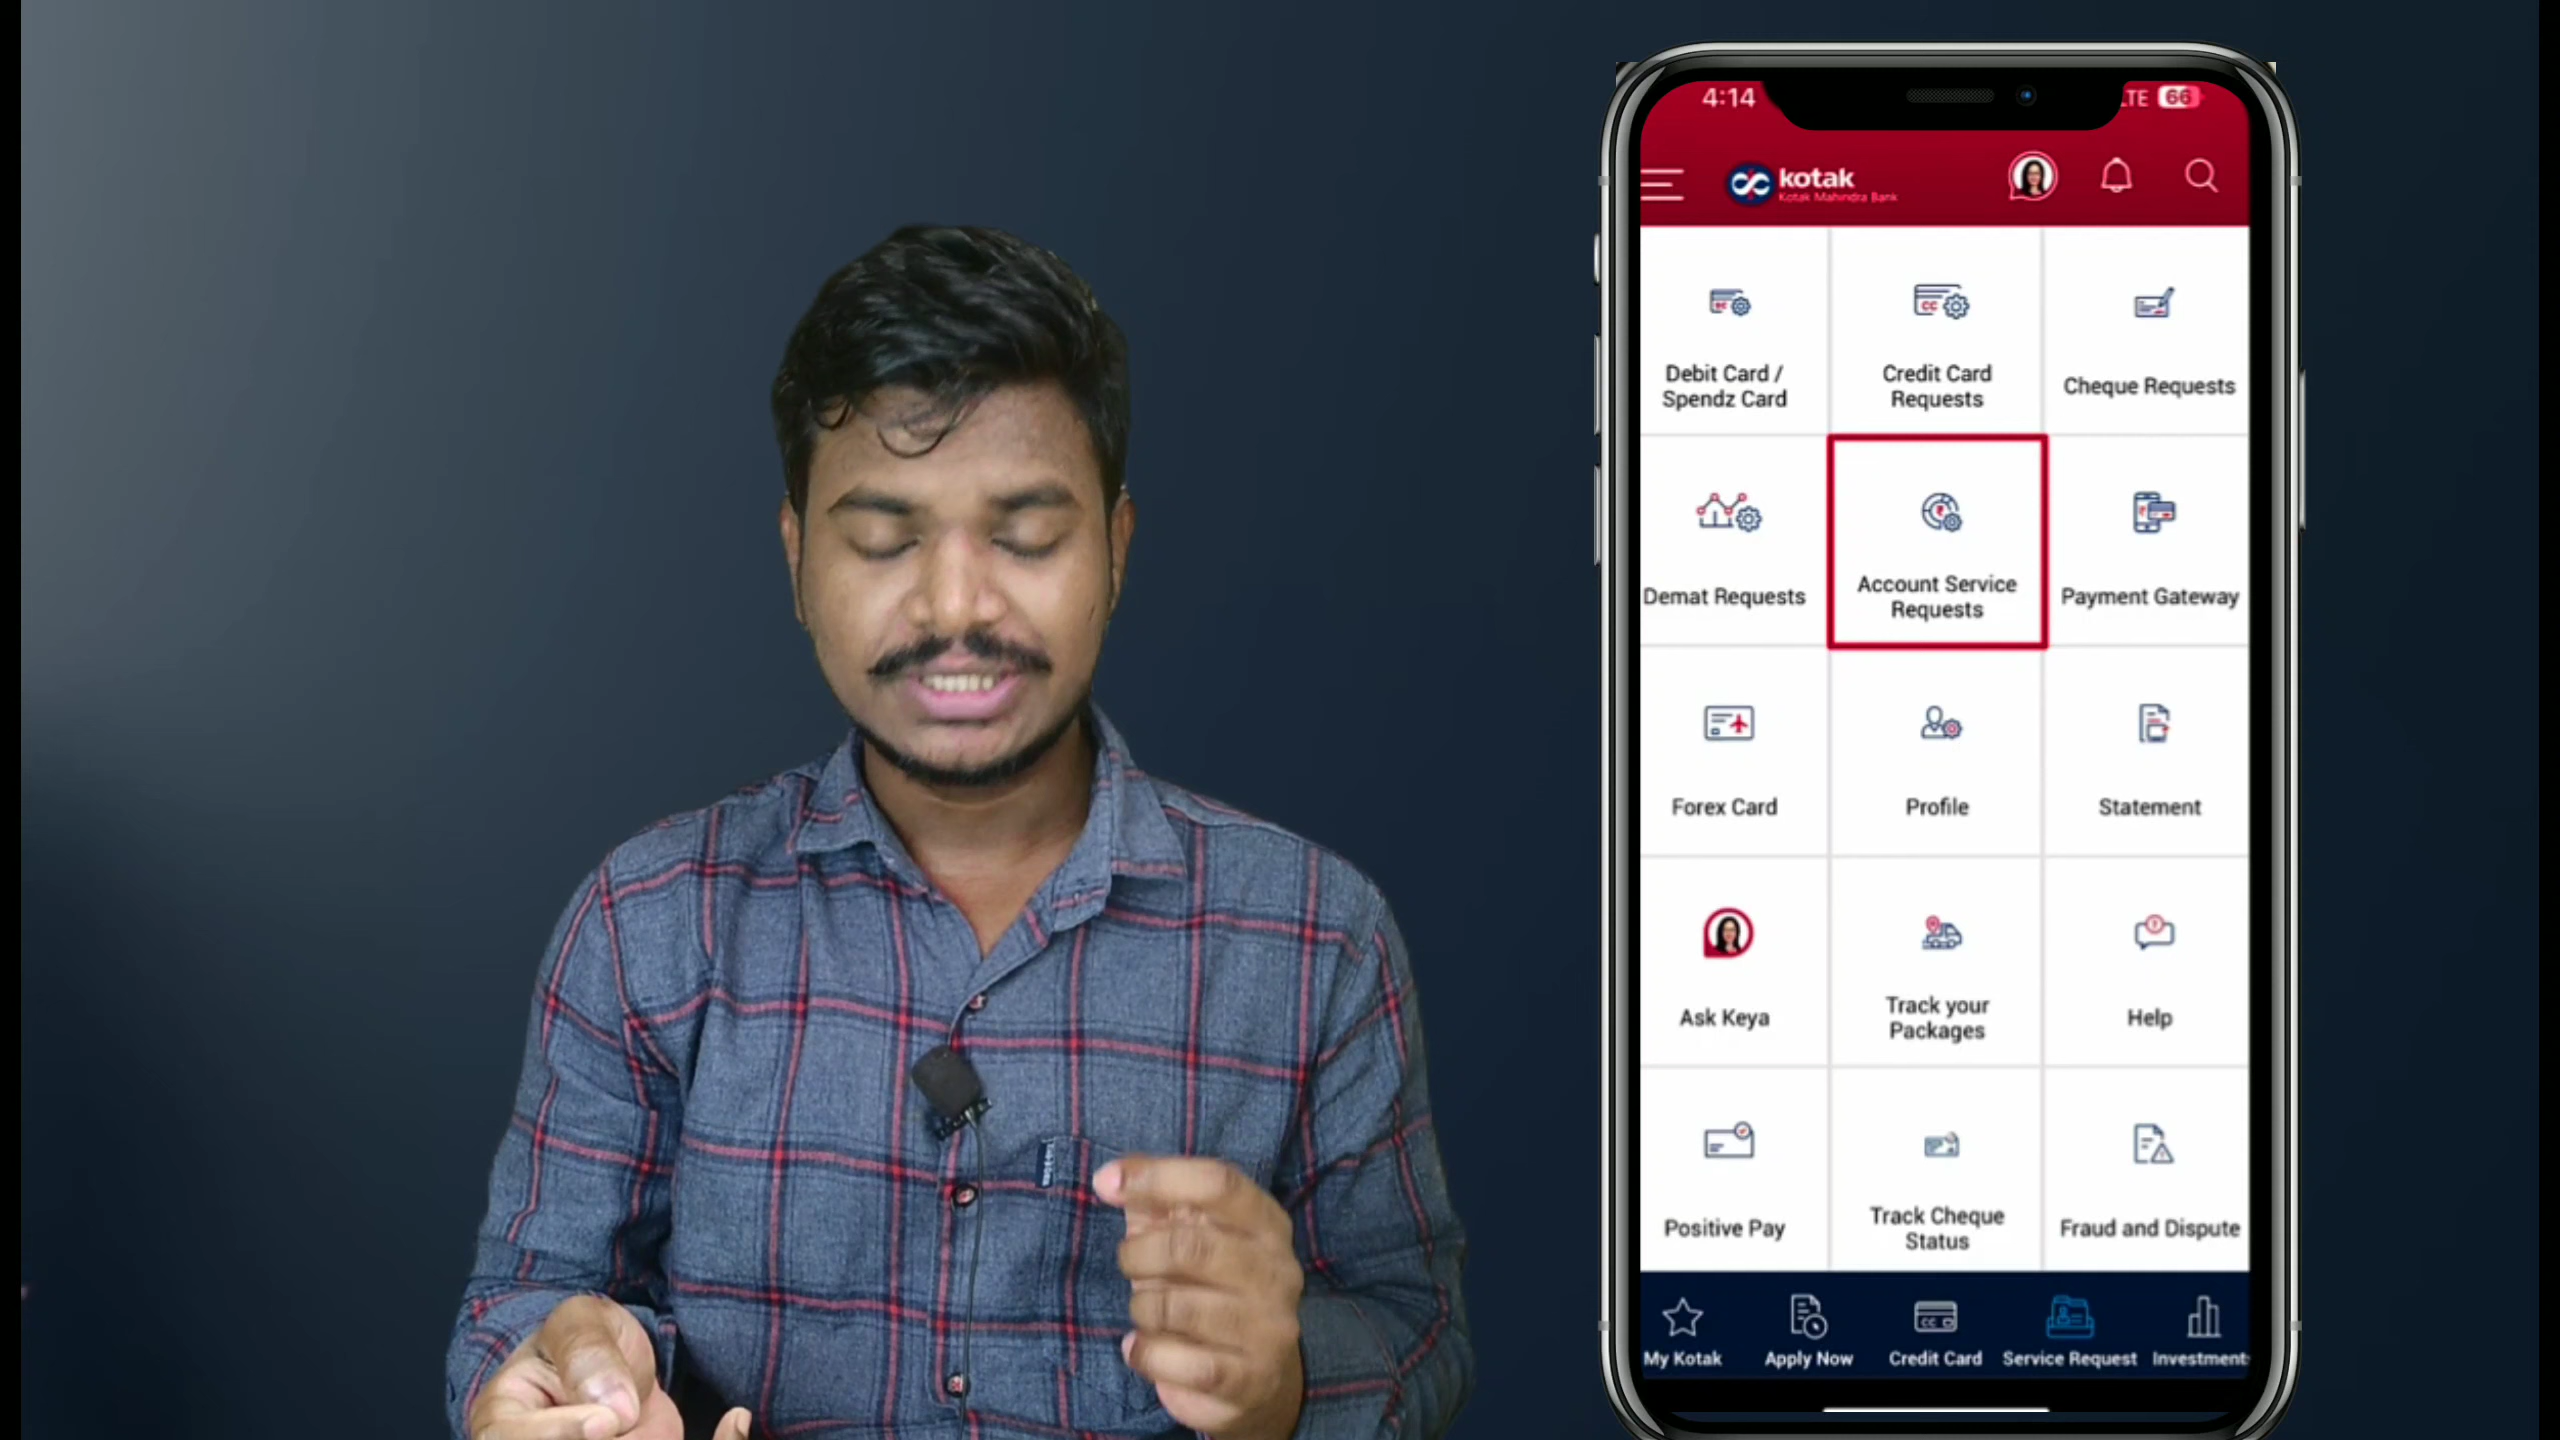 4:14
LTE 66
kotak
Kotak Mahindra Bank
Debit Card /
Spendz Card
Credit Card
Requests
Cheque Requests
Demat Requests
Account Service
Requests
Payment Gateway
Forex Card
Profile
Statement
Ask Keya
Track your
Packages
Help
Positive Pay
Track Cheque
Status
Fraud and Dispute
My Kotak
Apply Now
CC
Credit Card
Service Request
Investment